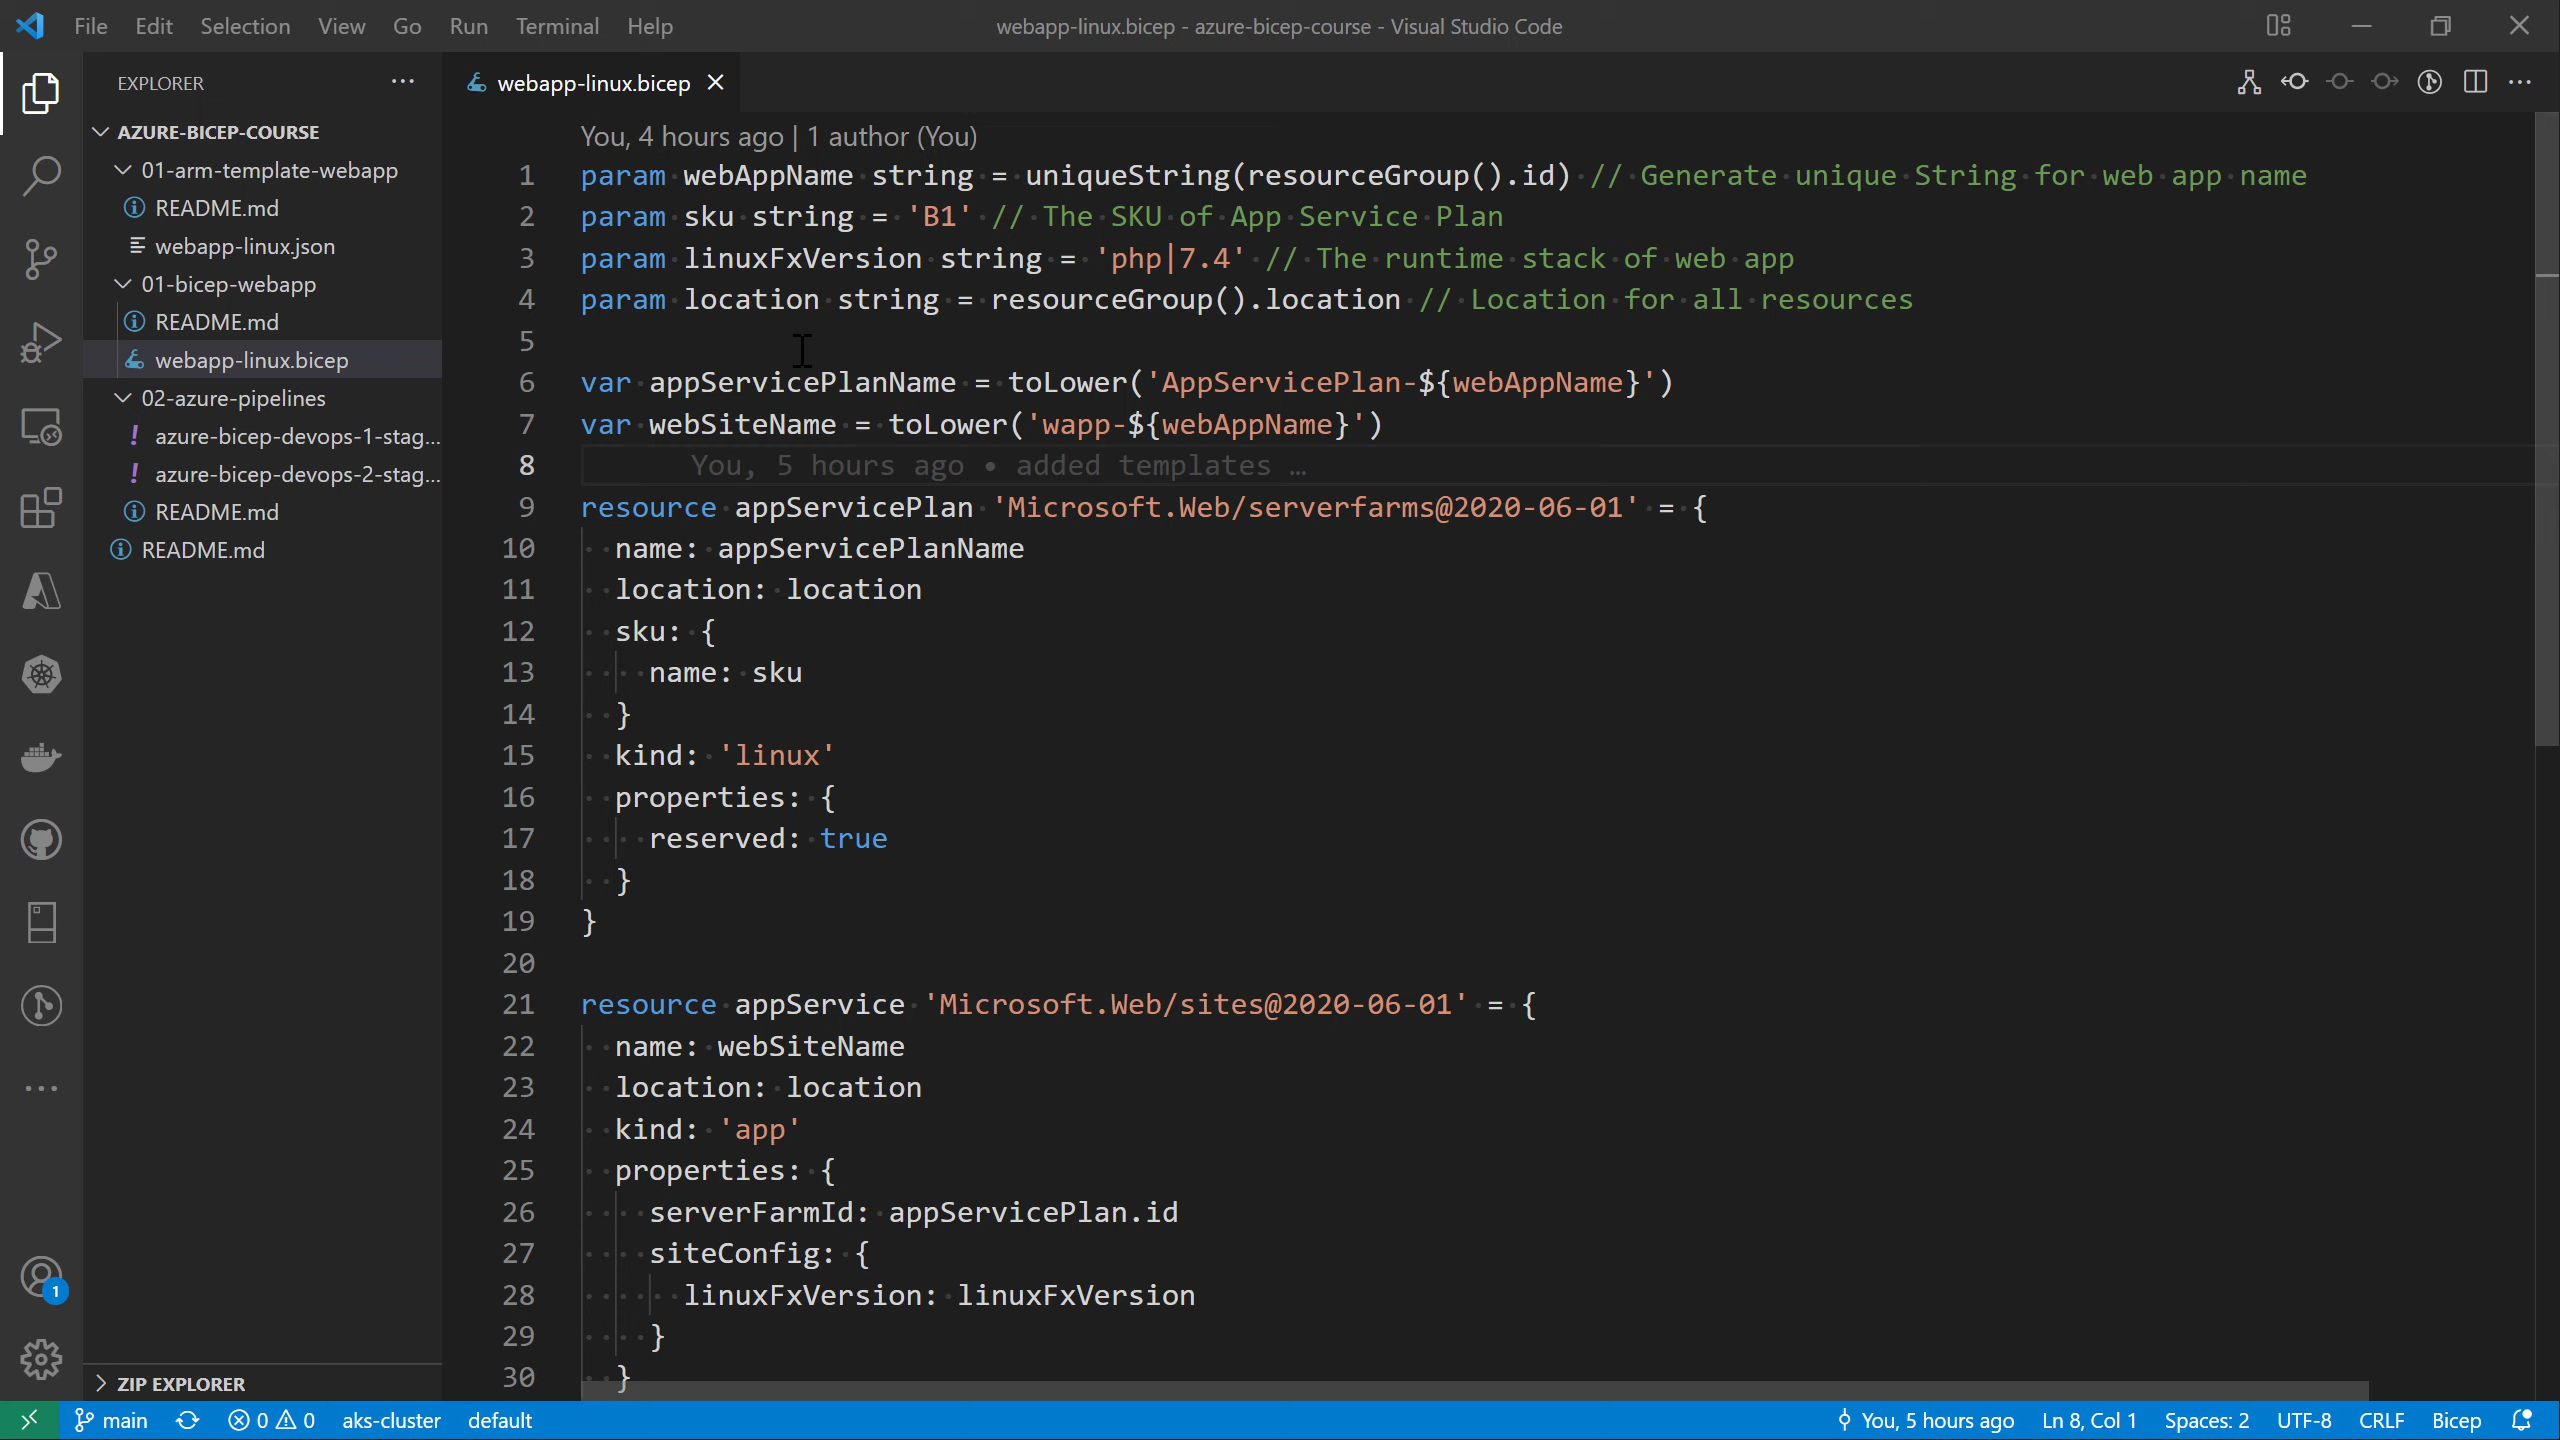 File Edit Selection View Go Run Terminal Help
webapp-linux.bicep - azure-bicep-course - Visual Studio Code
EXPLORER
AZURE-BICEP-COURSE
01-arm-template-webapp
README.md
webapp-linux.json
01-bicep-webapp
README.md
webapp-linux.bicep
02-azure-pipelines
azure-bicep-devops-1-stag...
azure-bicep-devops-2-stag...
README.md
README.md
ZIP EXPLORER
webapp-linux.bicep
You, 4 hours ago | 1 author (You)
1 param webAppName string = uniqueString(resourceGroup().id) // Generate unique String for web app name
2 param sku string = 'B1' // The SKU of App Service Plan
3 param linuxFxVersion string = 'php|7.4' // The runtime stack of web app
4 param location string = resourceGroup().location // Location for all resources
5
6 var appServicePlanName = toLower('AppServicePlan-${webAppName}')
7 var webSiteName = toLower('wapp-${webAppName}')
8 You, 5 hours ago • added templates …
9 resource appServicePlan 'Microsoft.Web/serverfarms@2020-06-01' = {
10 name: appServicePlanName
11 location: location
12 sku: {
13 name: sku
14 }
15 kind: 'linux'
16 properties: {
17 reserved: true
18 }
19 }
20
21 resource appService 'Microsoft.Web/sites@2020-06-01' = {
22 name: webSiteName
23 location: location
24 kind: 'app'
25 properties: {
26 serverFarmId: appServicePlan.id
27 siteConfig: {
28 linuxFxVersion: linuxFxVersion
29 }
30 }
1
main 0 0 aks-cluster default You, 5 hours ago Ln 8, Col 1 Spaces: 2 UTF-8 CRLF Bicep